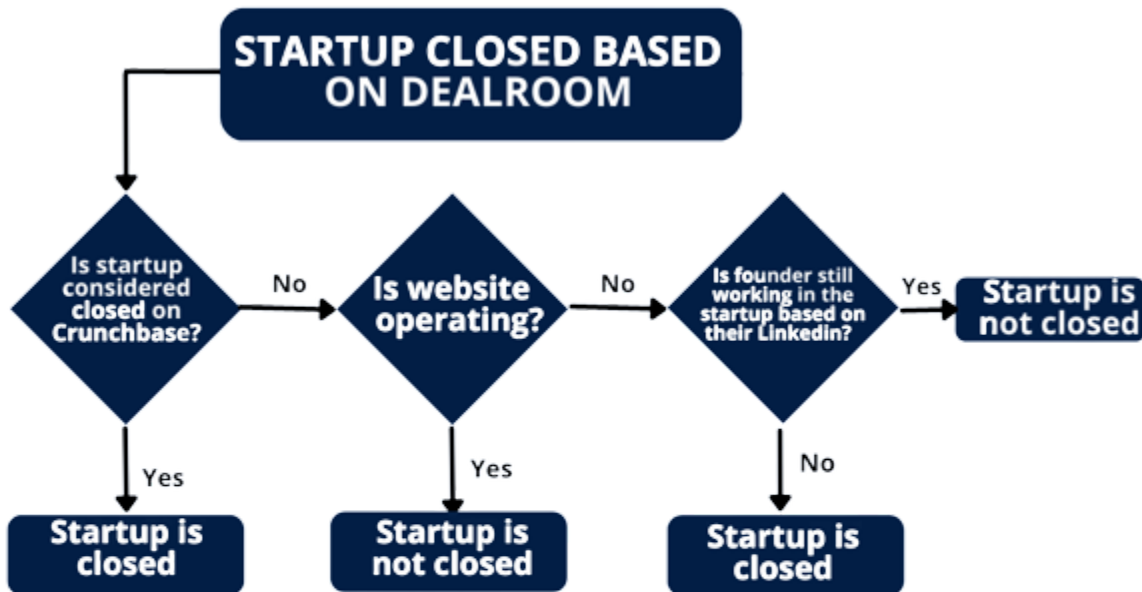 STARTUP CLOSED BASED
ON DEALROOM
Is startup
considered
closed on
Crunchbase?
No
Is website
operating?
No
Is founder still
working in the
startup based on
their Linkedin?
Yes
Startup is
not closed
Yes
Startup is
closed
Yes
Startup is
not closed
No
Startup is
closed